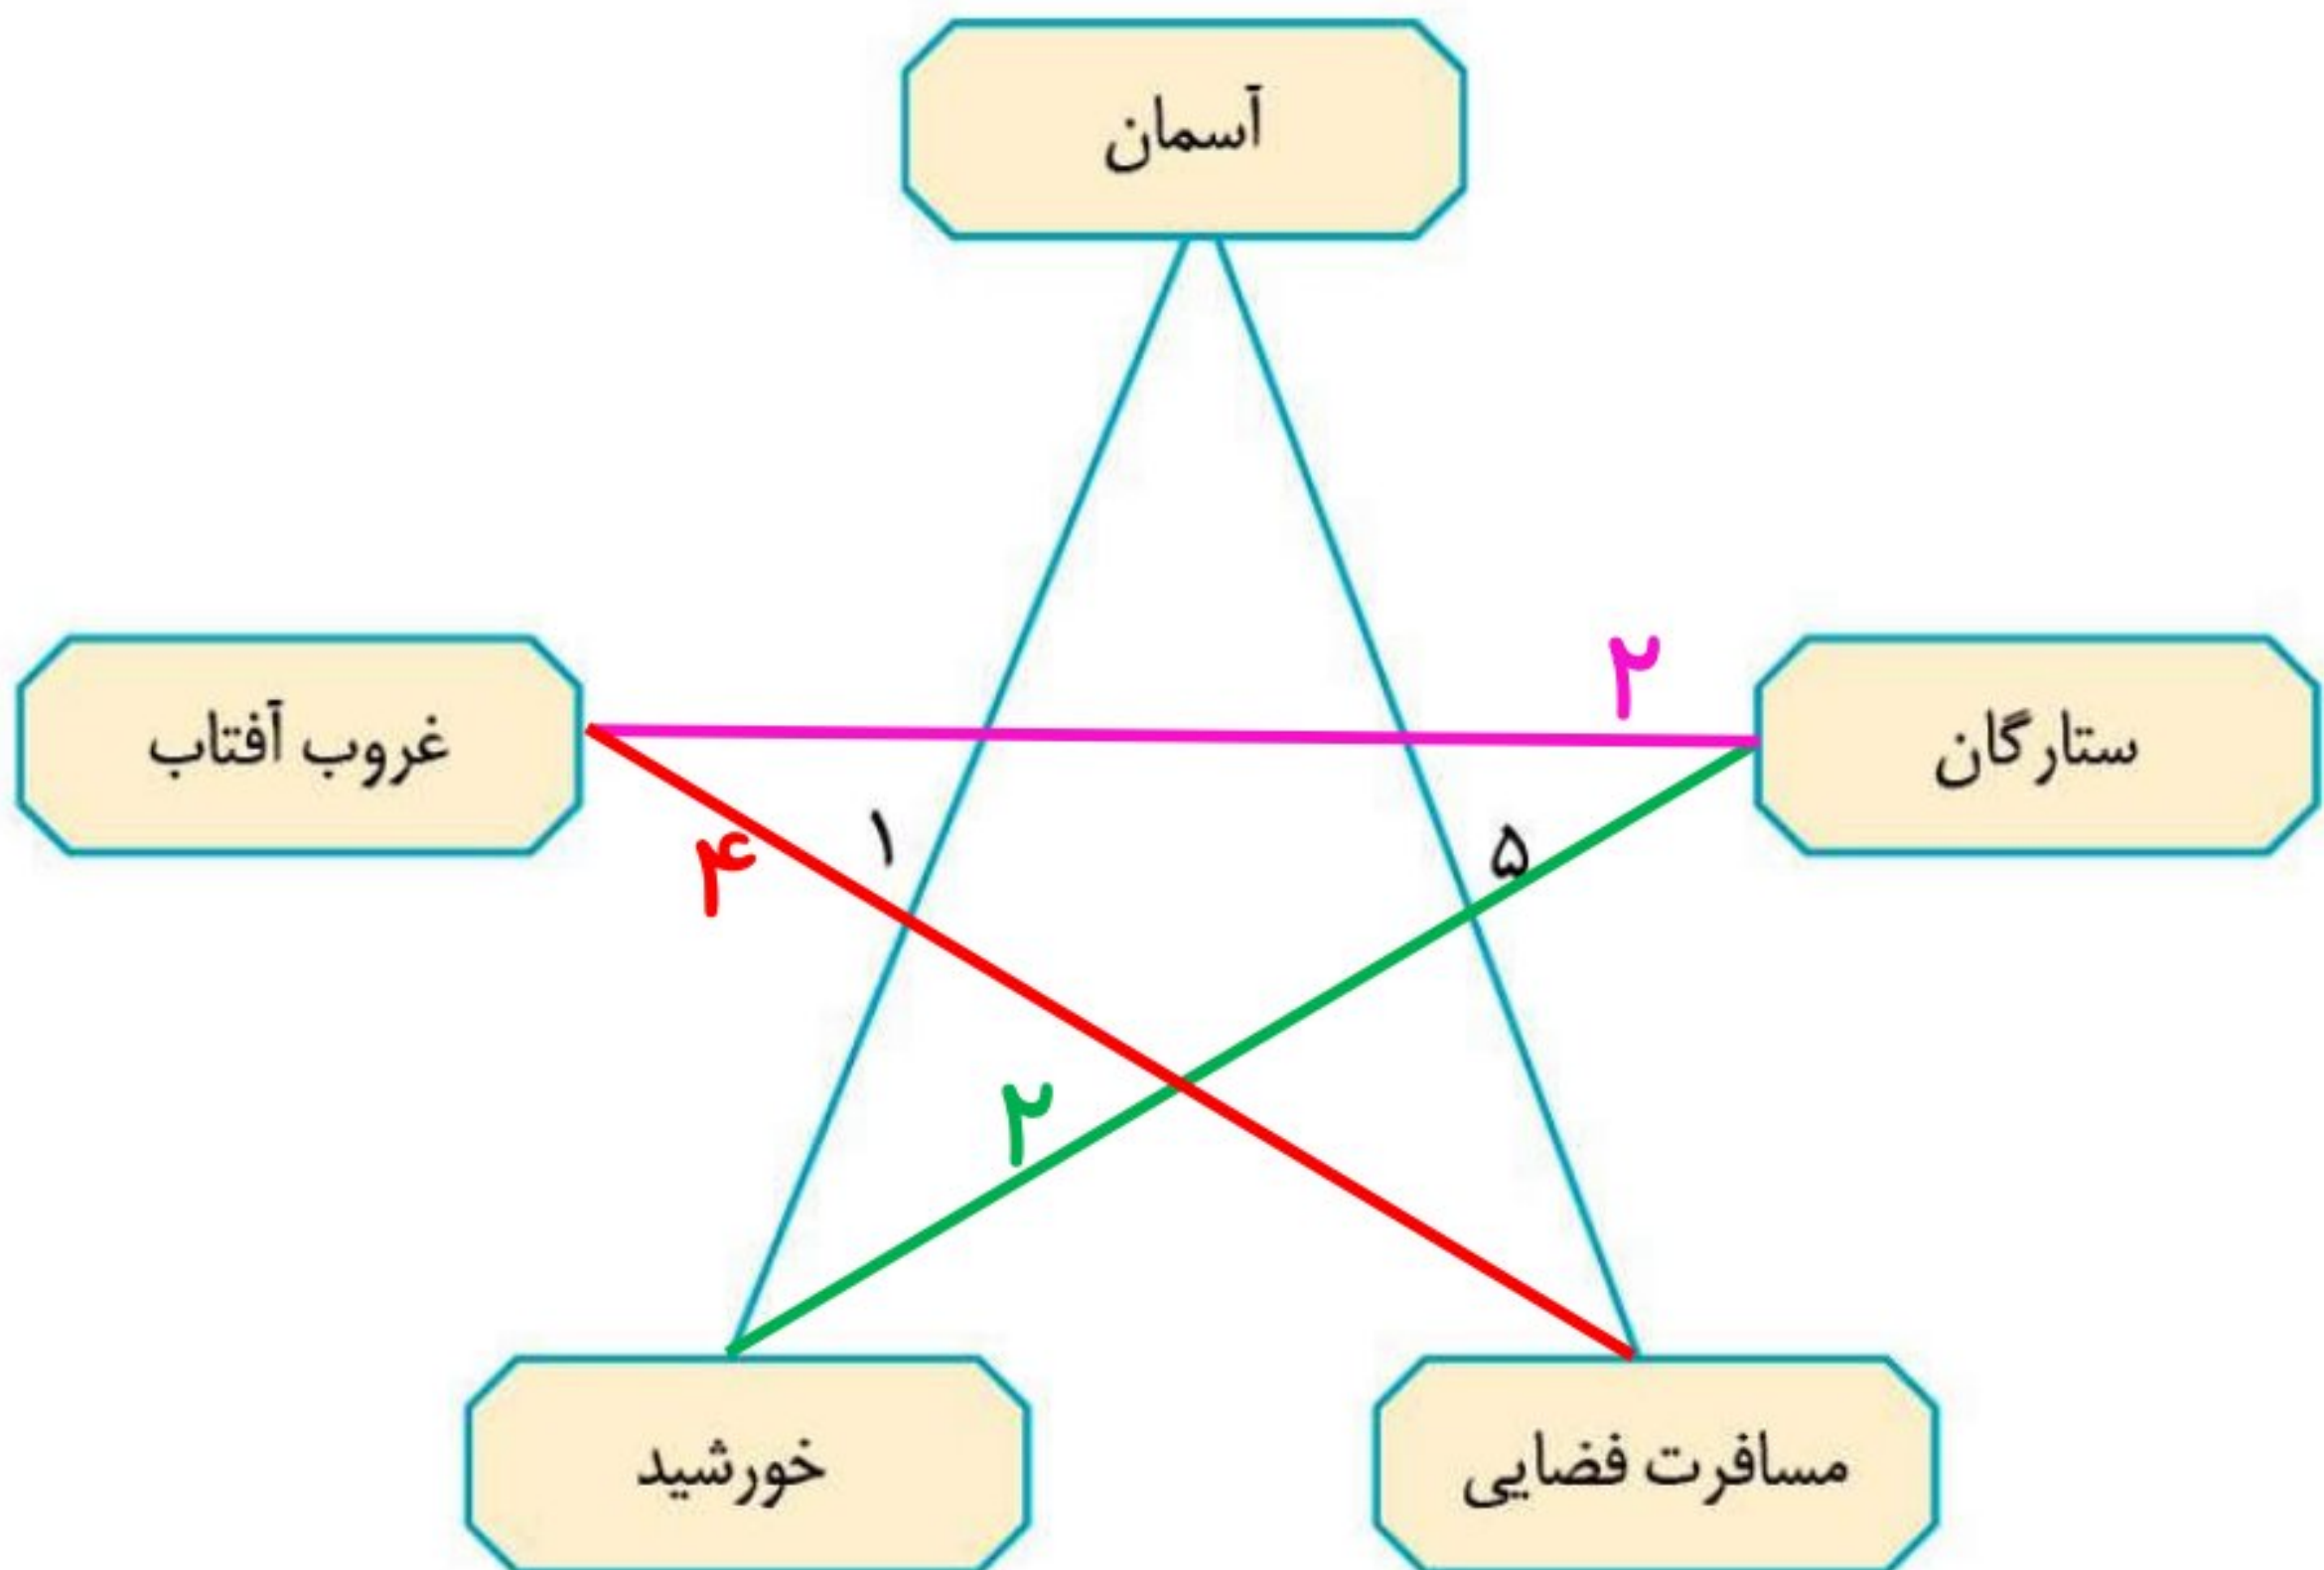 آسمان
۲
ستارگان
غروب آفتاب
۵
۱
۴
۲
مسافرت فضایی
خورشید